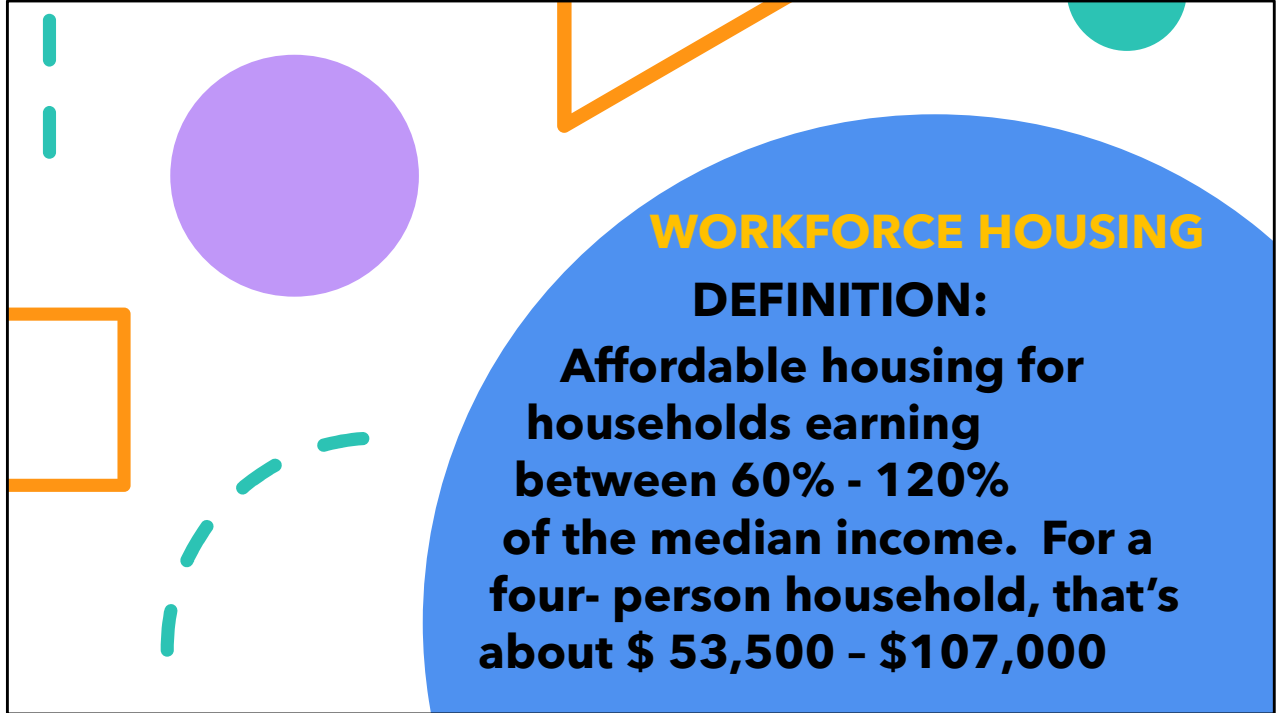 WORKFORCE HOUSING
DEFINITION:
Affordable housing for
households earning
between 60% - 120%
of the median income.  For a
four- person household, that’s
about $ 53,500 – $107,000